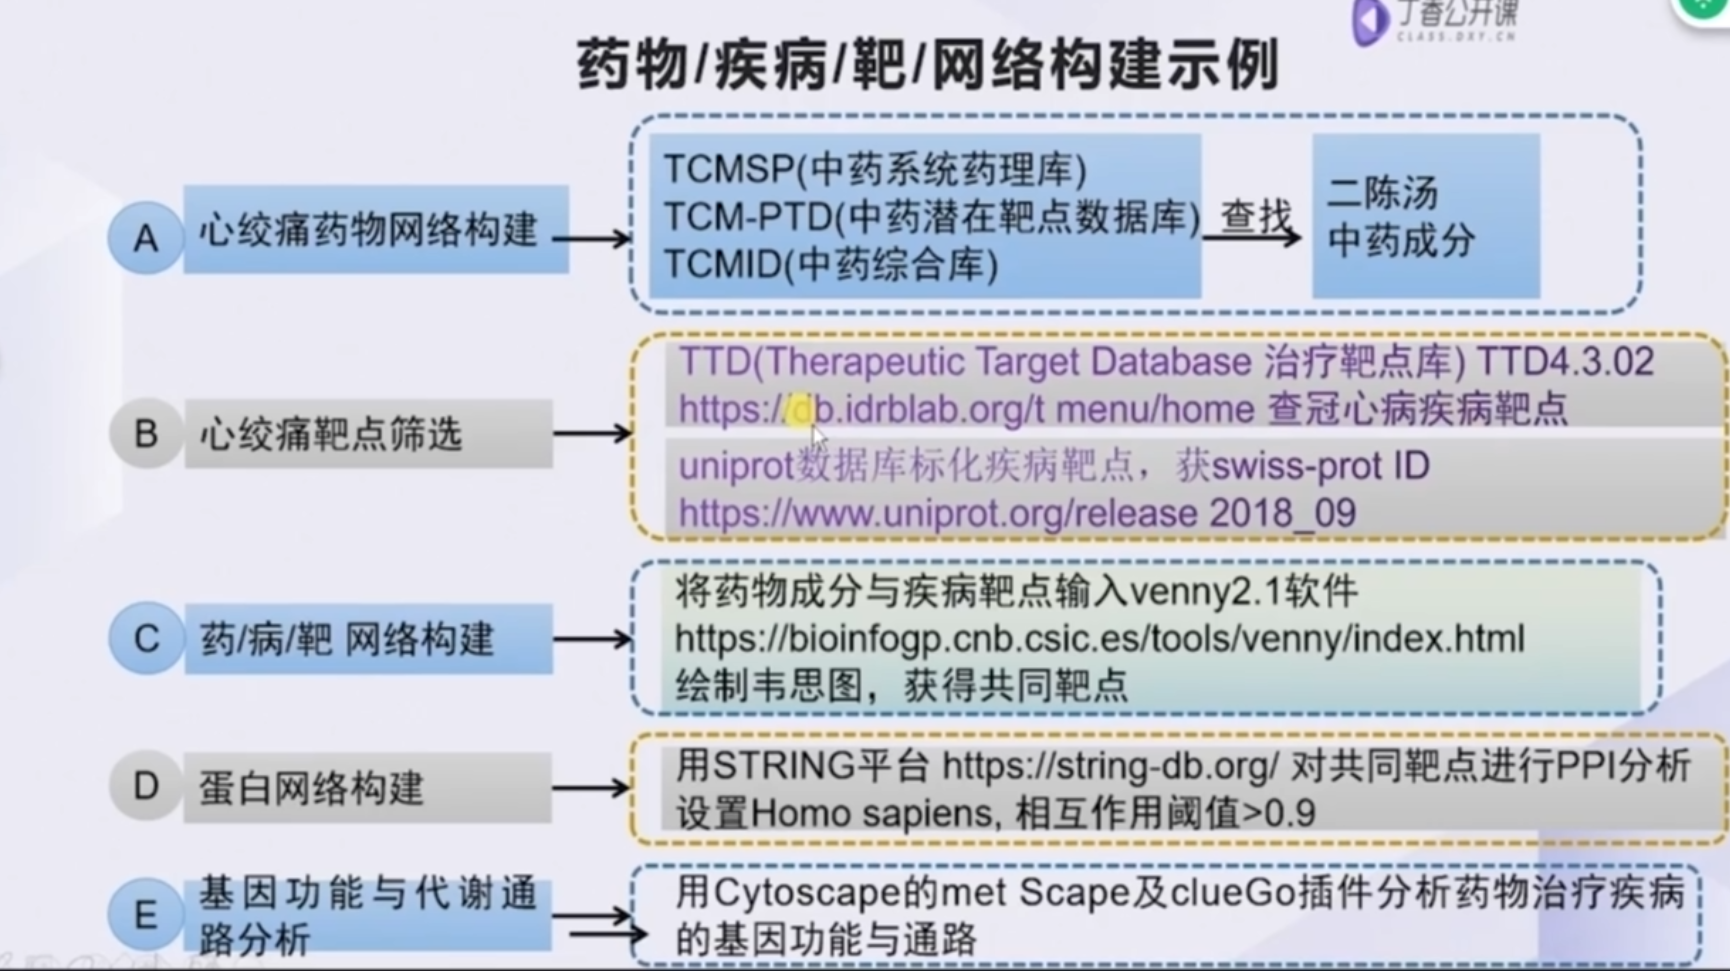 丁香公开课
CLASS.DXY.CN
药物/疾病/靶/网络构建示例
A
心绞痛药物网络构建
TCMSP(中药系统药理库)
TCM-PTD(中药潜在靶点数据库)
TCMID(中药综合库)
查找
二陈汤
中药成分
B
心绞痛靶点筛选
TTD(Therapeutic Target Database 治疗靶点库) TTD4.3.02
https://db.idrblab.org/t menu/home 查冠心病疾病靶点
uniprot数据库标化疾病靶点，获swiss-prot ID
https://www.uniprot.org/release 2018_09
C
药/病/靶 网络构建
将药物成分与疾病靶点输入venny2.1软件
https://bioinfogp.cnb.csic.es/tools/venny/index.html
绘制韦思图，获得共同靶点
D
蛋白网络构建
用STRING平台 https://string-db.org/ 对共同靶点进行PPI分析
设置Homo sapiens, 相互作用阈值>0.9
E
基因功能与代谢通
路分析
用Cytoscape的met Scape及clueGo插件分析药物治疗疾病
的基因功能与通路